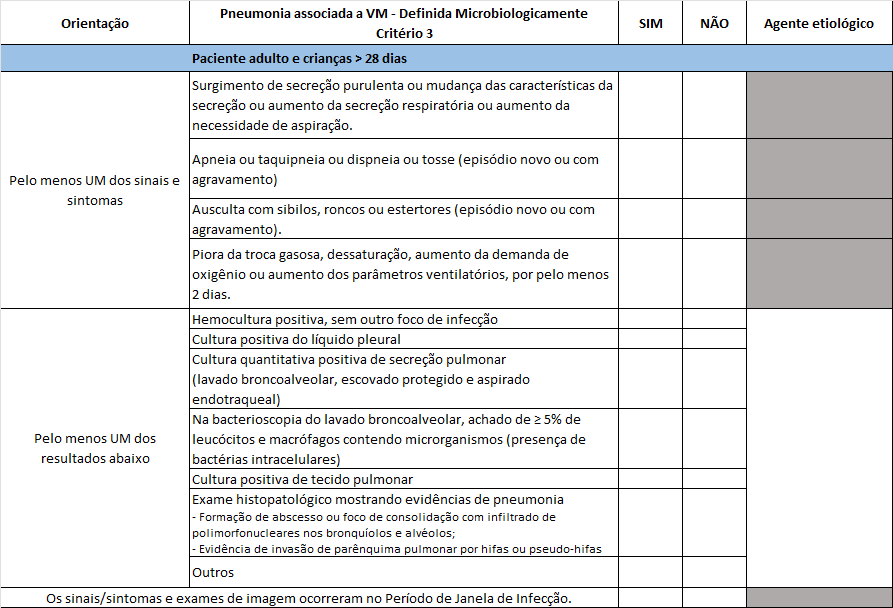 Orientação
Pneumonia associada a VM - Definida Microbiologicamente
Critério 3
SIM
NÃO
Agente etiológico
Paciente adulto e crianças > 28 dias
Pelo menos UM dos sinais e
sintomas
Surgimento de secreção purulenta ou mudança das características da
secreção ou aumento da secreção respiratória ou aumento da
necessidade de aspiração.
Apneia ou taquipneia ou dispneia ou tosse (episódio novo ou com
agravamento)
Ausculta com sibilos, roncos ou estertores (episódio novo ou com
agravamento).
Piora da troca gasosa, dessaturação, aumento da demanda de
oxigênio ou aumento dos parâmetros ventilatórios, por pelo menos
2 dias.
Pelo menos UM dos
resultados abaixo
Hemocultura positiva, sem outro foco de infecção
Cultura positiva do líquido pleural
Cultura quantitativa positiva de secreção pulmonar
(lavado broncoalveolar, escovado protegido e aspirado
endotraqueal)
Na bacterioscopia do lavado broncoalveolar, achado de ≥ 5% de
leucócitos e macrófagos contendo microrganismos (presença de
bactérias intracelulares)
Cultura positiva de tecido pulmonar
Exame histopatológico mostrando evidências de pneumonia
- Formação de abscesso ou foco de consolidação com infiltrado de
polimorfonucleares nos bronquíolos e alvéolos;
- Evidência de invasão de parênquima pulmonar por hifas ou pseudo-hifas
Outros
Os sinais/sintomas e exames de imagem ocorreram no Período de Janela de Infecção.